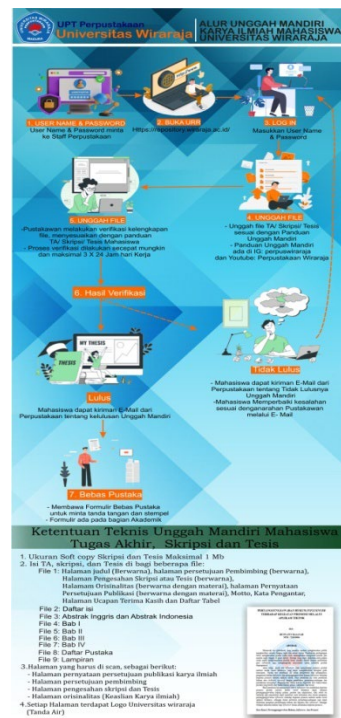 UPT Perpustakaan
Universitas Wiraraja
ALUR UNGGAH MANDIRI
KARYA ILMIAH MAHASISWA
UNIVERSITAS WIRARAJA
1. USER NAME & PASSWORD
User Name & Password minta
ke Staff Perpustakaan
2. BUKA URR
Https://repository.wiraraja.ac.id/
3. LOG IN
Masukkan User Name
& Password
5. UNGGAH FILE
-Pustakawan melakukan verifikasi kelengkapan
file, menyesuaikan dengan panduan
TA/ Skripsi/ Tesis Mahasiswa
- Proses verifikasi dilakukan secepat mungkin
dan maksimal 3 X 24 Jam hari Kerja
4. UNGGAH FILE
- Unggah file TA/ Skripsi/ Tesis
sesuai dengan Panduan
Unggah Mandiri
- Panduan Unggah Mandiri
ada di IG: perpuswiraraja
dan Youtube: Perpustakaan Wiraraja
6. Hasil Verifikasi
THESIS
MY THESIS
Lulus
Mahasiswa dapat kiriman E-Mail dari
Perpustakaan tentang kelulusan Unggah Mandiri
Tidak Lulus
- Mahasiswa dapat kiriman E-Mail dari
Perpustakaan tentang Tidak Lulusnya
Unggah Mandiri
-Mahasiswa Memperbaiki kesalahan
sesuai denganarahan Pustakawan
melalui E- Mail
7. Bebas Pustaka
- Membawa Formulir Bebas Pustaka
untuk minta tanda tangan dan stempel
- Formulir ada pada bagian Akademik
Ketentuan Teknis Unggah Mandiri Mahasiswa
Tugas Akhir, Skripsi dan Tesis
1. Ukuran Soft copy Skripsi dan Tesis Maksimal 1 Mb
2. Isi TA, skripsi, dan Tesis di bagi beberapa file:
File 1: Halaman judul (Berwarna), halaman persetujuan Pembimbing (berwarna),
Halaman Pengesahan Skripsi atau Tesis (berwarna),
Halamam Orisinalitas (berwarna dengan materai), halaman Pernyataan
Persetujuan Publikasi (berwarna dengan materai), Motto, Kata Pengantar,
Halaman Ucapan Terima Kasih dan Daftar Tabel
File 2: Daftar isi
File 3: Abstrak Inggris dan Abstrak Indonesia
File 4: Bab I
File 5: Bab II
File 6: Bab III
File 7: Bab IV
File 8: Daftar Pustaka
File 9: Lampiran
3.Halaman yang harus di scan, sebagai berikut:
- Halaman pernyataan persetujuan publikasi karya ilmiah
- Halaman persetujuan pembimbing
- Halaman pengesahan skripsi dan Tesis
- Halaman orisinalitas (Keaslian Karya Ilmiah)
4.Setiap Halaman terdapat Logo Universitas wiraraja
(Tanda Air)